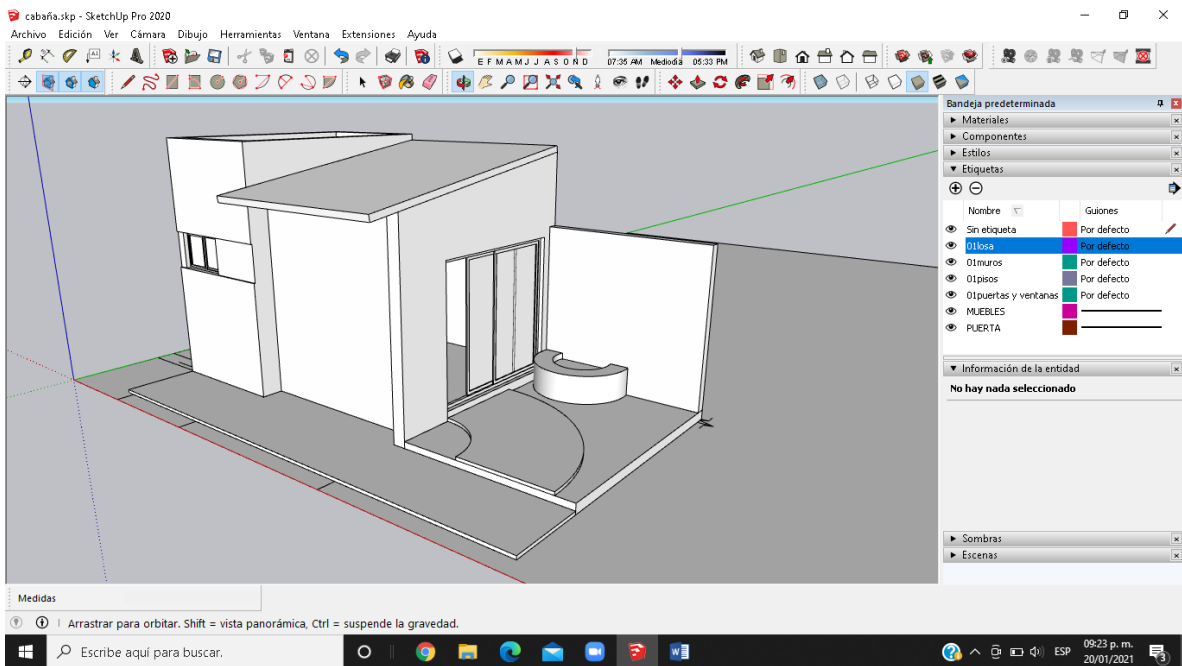 cabaña.skp - SketchUp Pro 2020
Archivo Edición Ver Cámara Dibujo Herramientas Ventana Extensiones Ayuda
E F M A M J J A S O N D
07:35 AM Mediodía 05:33 PM
Bandeja predeterminada
Materiales
Componentes
Estilos
Etiquetas
Nombre Guiones
Sin etiqueta Por defecto
01losa Por defecto
01muros Por defecto
01pisos Por defecto
01puertas y ventanas Por defecto
MUEBLES
PUERTA
Información de la entidad
No hay nada seleccionado
Sombras
Escenas
Medidas
Arrastrar para orbitar. Shift = vista panorámica, Ctrl = suspende la gravedad.
Escribe aquí para buscar.
ESP
09:23 p. m.
20/01/2021
3